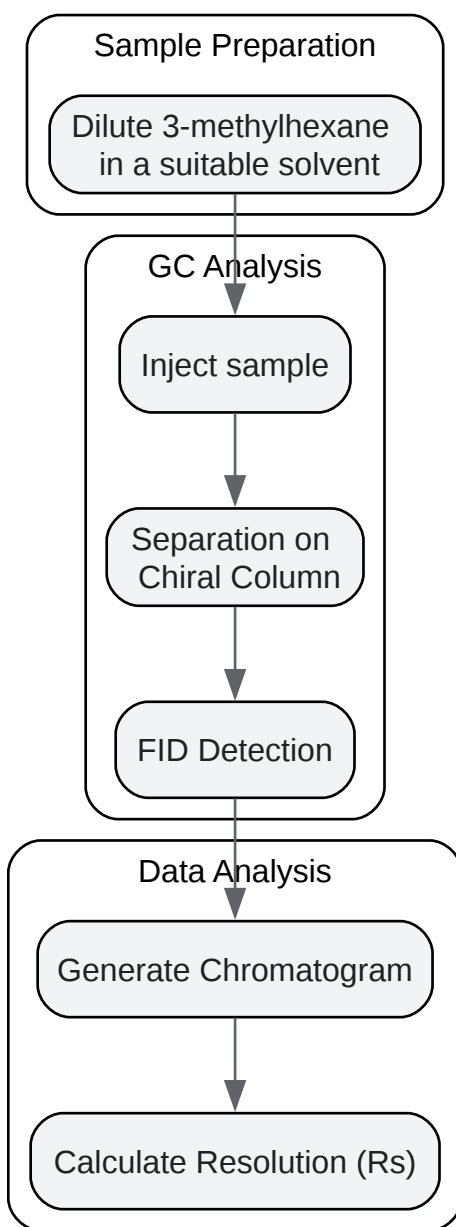 Sample Preparation
Dilute 3-methylhexane
in a suitable solvent
GC Analysis
Inject sample
Separation on
Chiral Column
FID Detection
Data Analysis
Generate Chromatogram
Calculate Resolution (Rs)